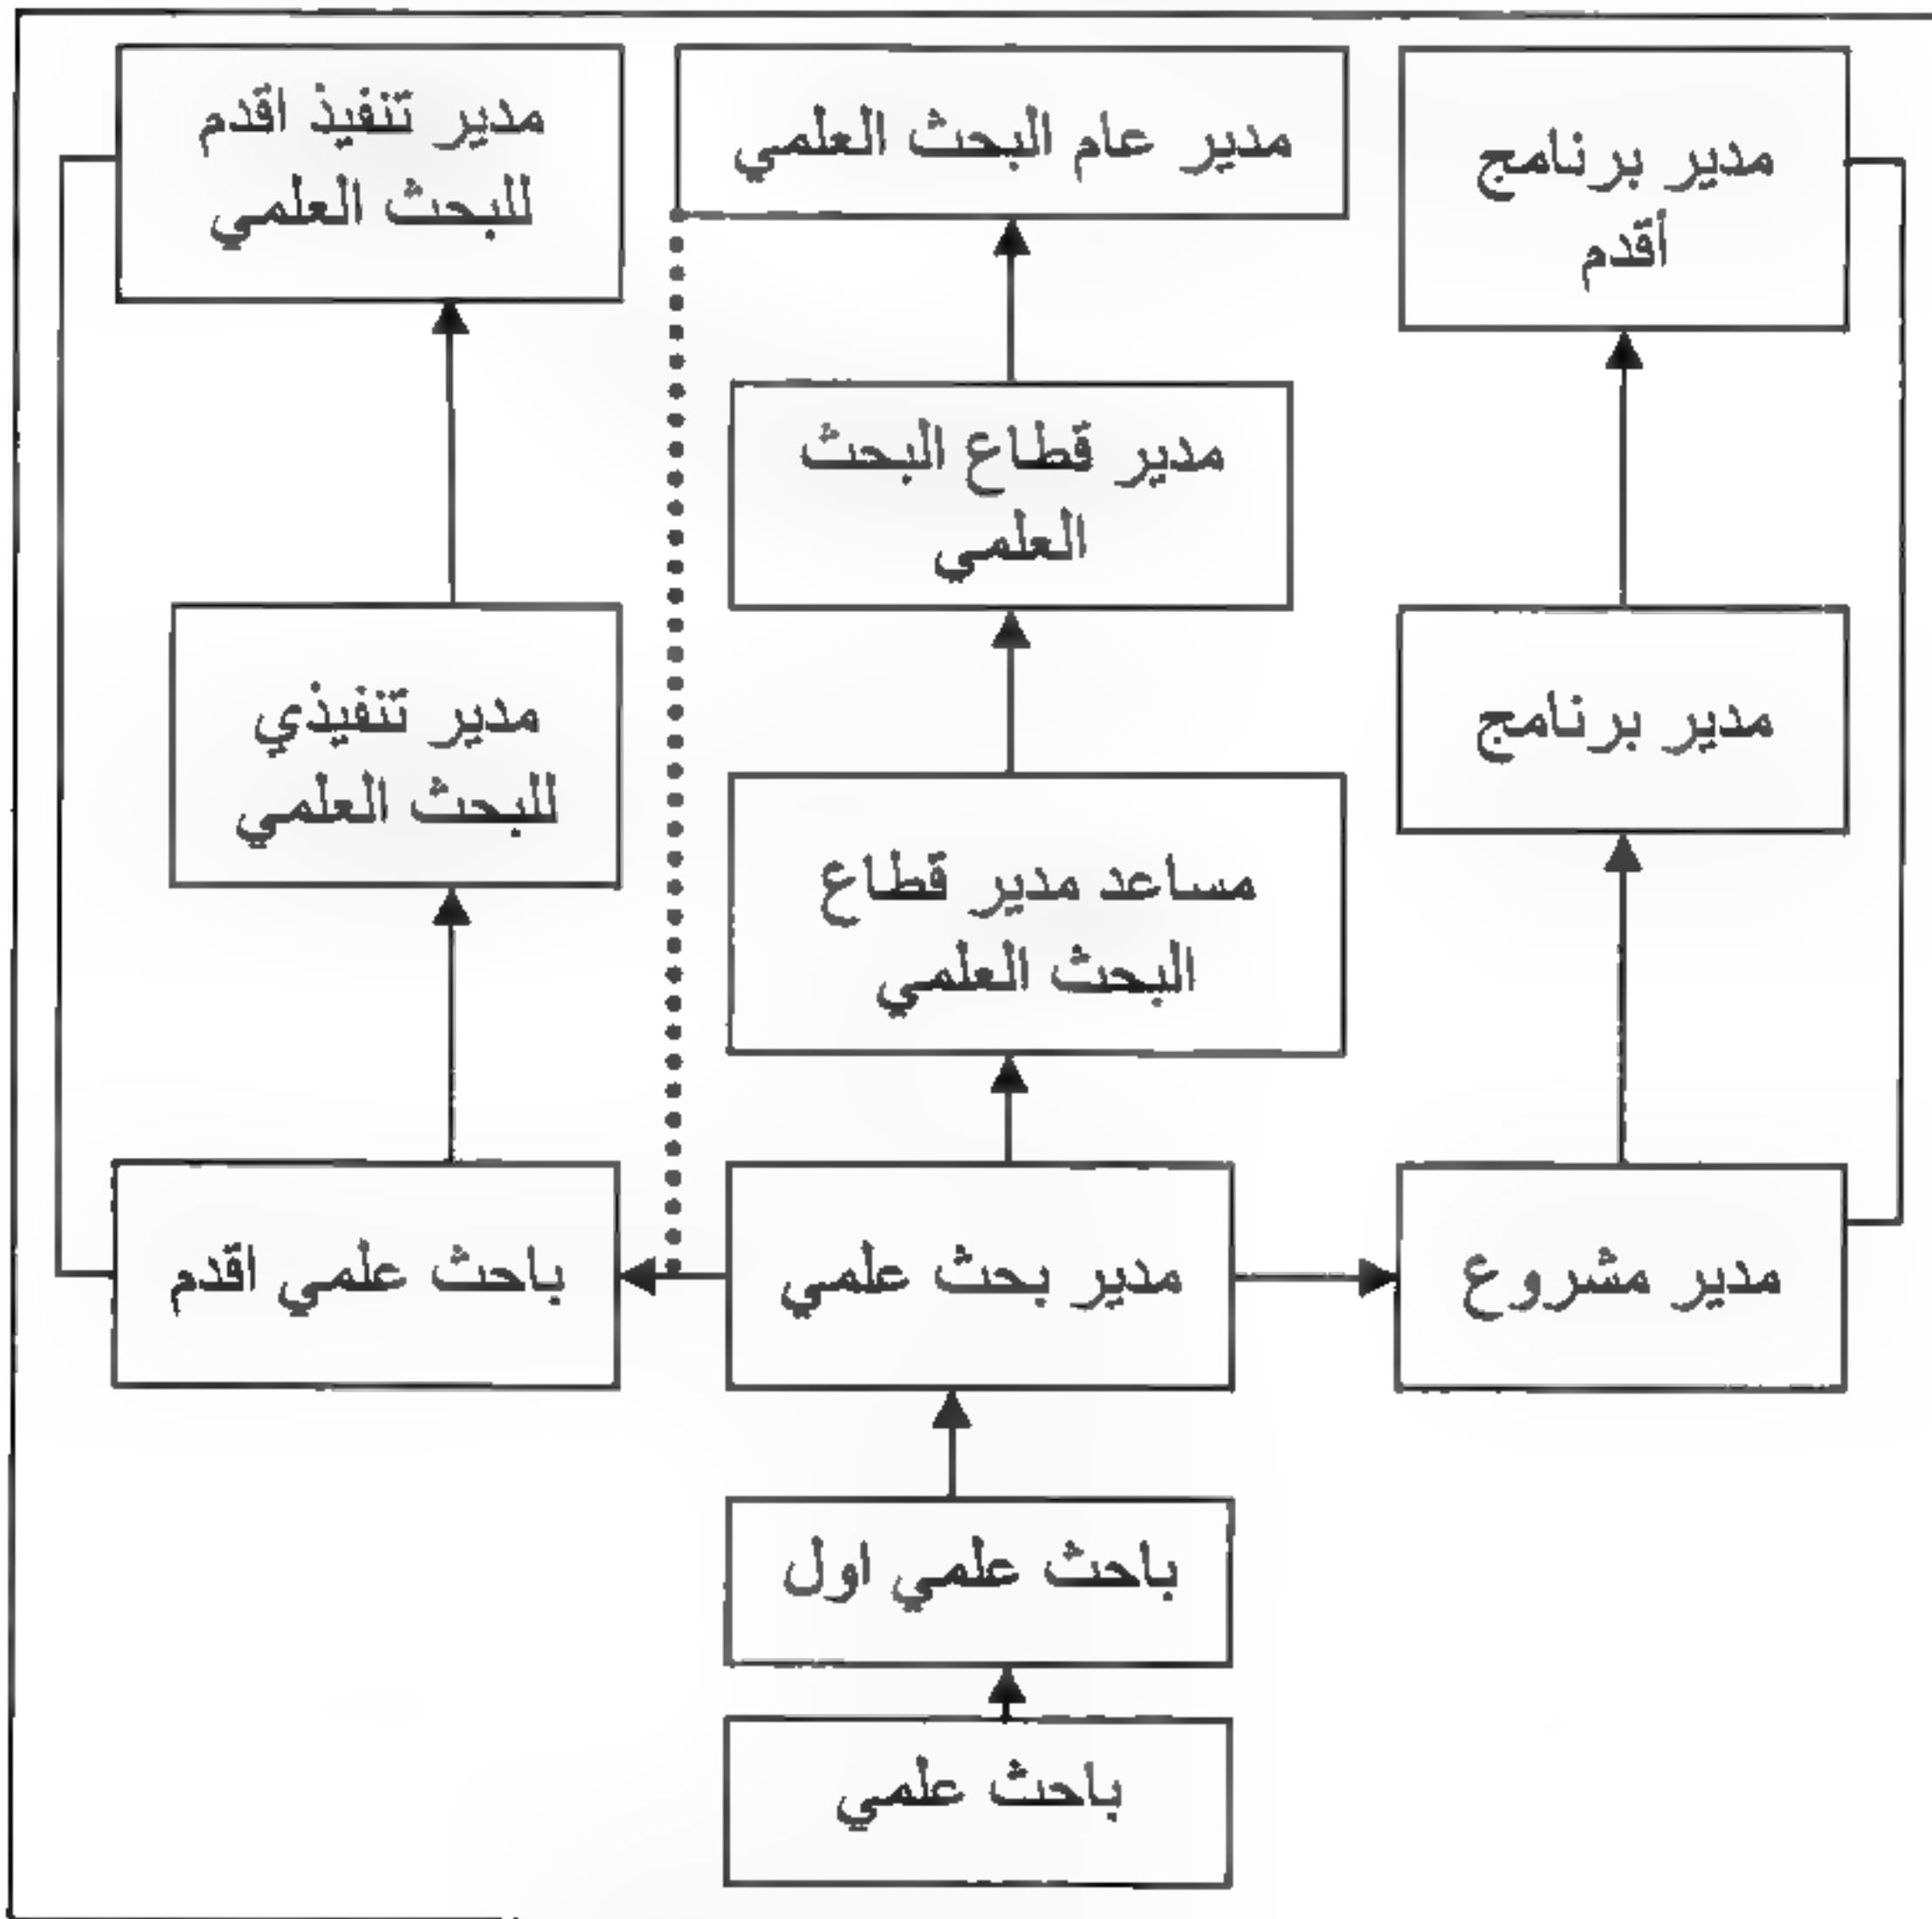 مدير برنامج
أقدم
مدير عام البحث العلمي
مدير تنفيذ اقدم
للبحث العلمي
مدير قطاع البحث
العلمي
مدير برنامج
مدير تنفيذي
للبحث العلمي
مساعد مدير قطاع
البحث العلمي
مدير مشروع
مدير بحث علمي
باحث علمي اقدم
باحث علمي اول
باحث علمي